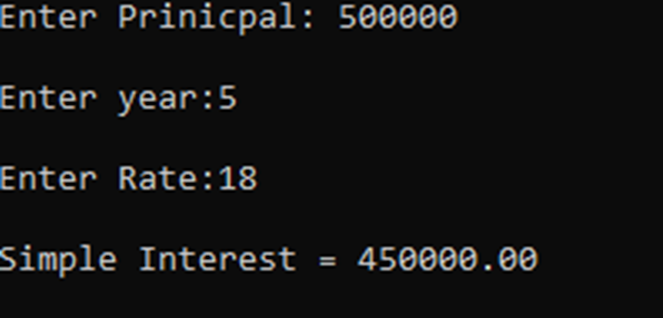 Enter Prinicpal: 500000
Enter year:5
Enter Rate:18
Simple Interest = 450000.00